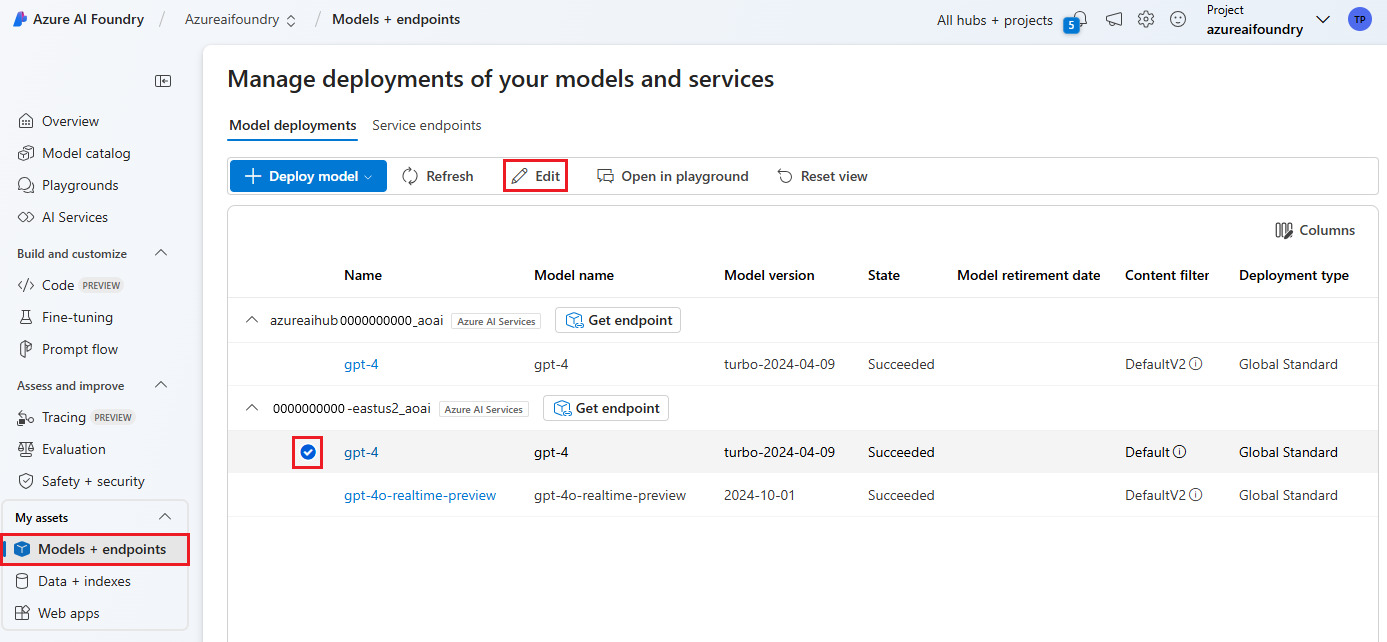 Azure AI Foundry / Azureaifoundry / Models + endpoints
All hubs + projects 5 Project azureaifoundry TP
Manage deployments of your models and services
Overview
Model catalog
Playgrounds
AI Services
Build and customize
Code PREVIEW
Fine-tuning
Prompt flow
Assess and improve
Tracing PREVIEW
Evaluation
Safety + security
My assets
Models + endpoints
Data + indexes
Web apps
Model deployments Service endpoints
Deploy model Refresh Edit Open in playground Reset view
Columns
Name Model name Model version State Model retirement date Content filter Deployment type
azureaihub0000000000_aoai Azure AI Services Get endpoint
gpt-4 gpt-4 turbo-2024-04-09 Succeeded DefaultV2 Global Standard
0000000000-eastus2_aoai Azure AI Services Get endpoint
gpt-4 gpt-4 turbo-2024-04-09 Succeeded Default Global Standard
gpt-4o-realtime-preview gpt-4o-realtime-preview 2024-10-01 Succeeded DefaultV2 Global Standard